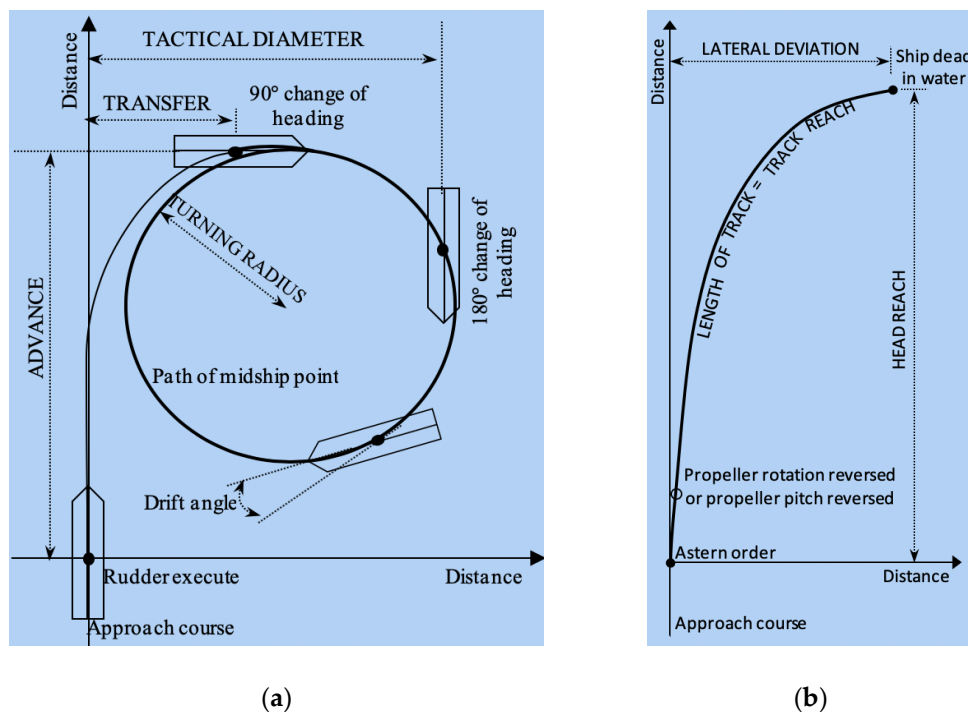 Distance
TACTICAL DIAMETER
TRANSFER
90° change of
heading
ADVANCE
TURNING RADIUS
180° change of
heading
Path of midship point
Drift angle
Rudder execute
Distance
Approach course
(a)
Distance
LATERAL DEVIATION
Ship dead
in water
LENGTH OF TRACK = TRACK REACH
HEAD REACH
Propeller rotation reversed
or propeller pitch reversed
Astern order
Distance
Approach course
(b)